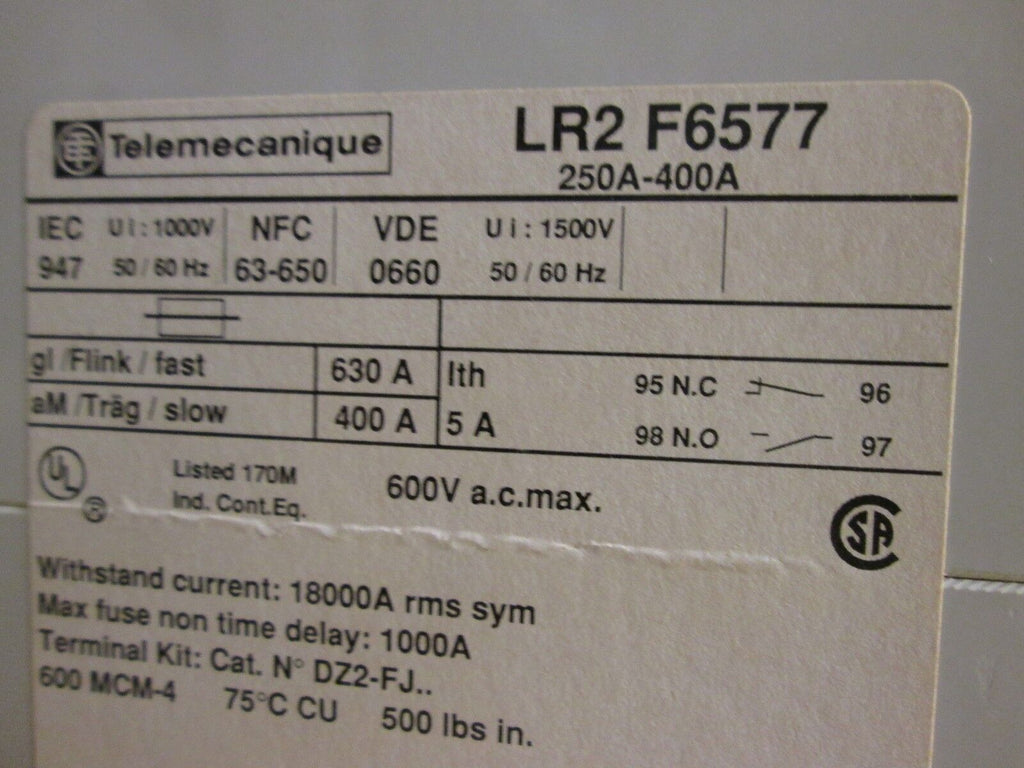 Telemecanique
LR2 F6577
250A-400A
IEC Ui: 1000V NFC VDE Ui: 1500V
947 50/60 Hz 63-650 0660 50/60 Hz
gl/Flink/fast 630 A Ith 95 N.C 96
aM/Träg/slow 400 A 5 A 98 N.O 97
UL Listed 170M 600V a.c.max.
® Ind. Cont.Eq. SA
Withstand current: 18000A rms sym
Max fuse non time delay: 1000A
Terminal Kit: Cat. N° DZ2-FJ..
600 MCM-4 75°C CU 500 lbs in.